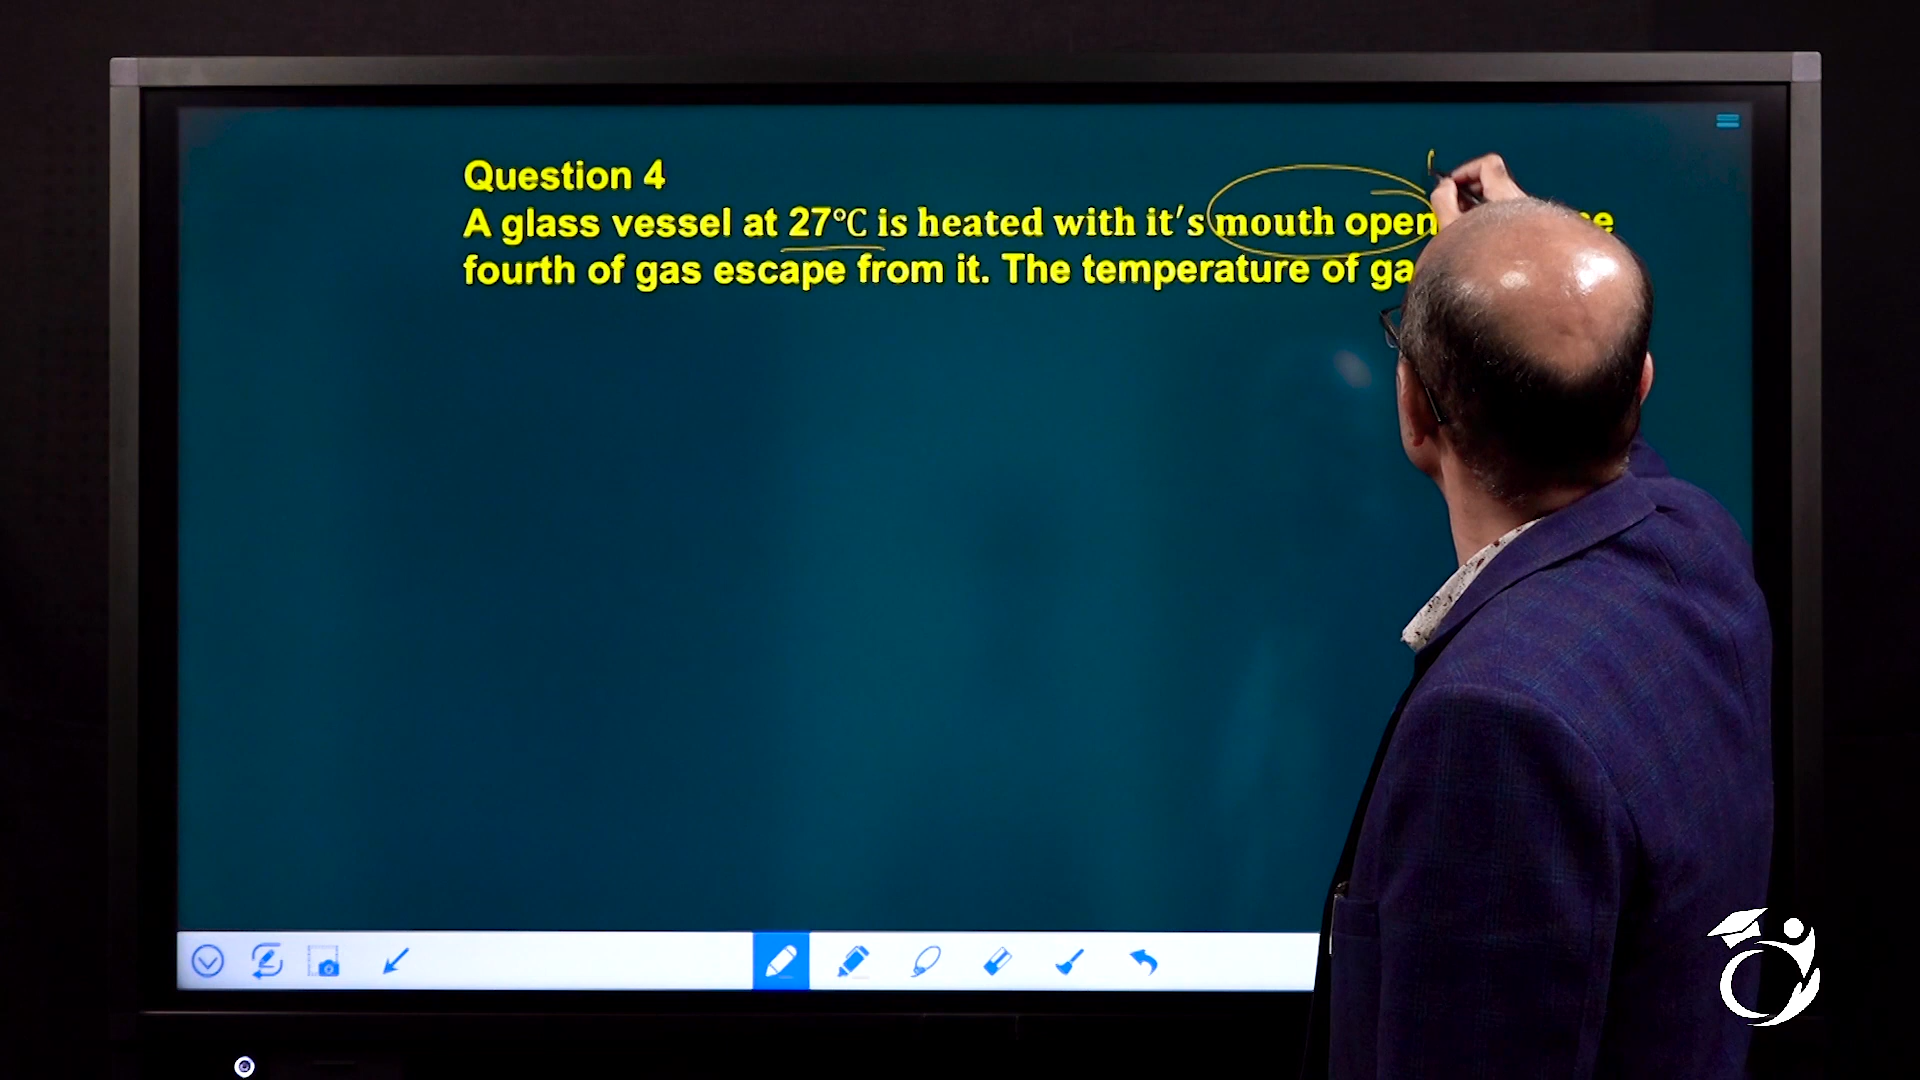 Question 4
A glass vessel at 27°C is heated with it's mouth open
fourth of gas escape from it. The temperature of